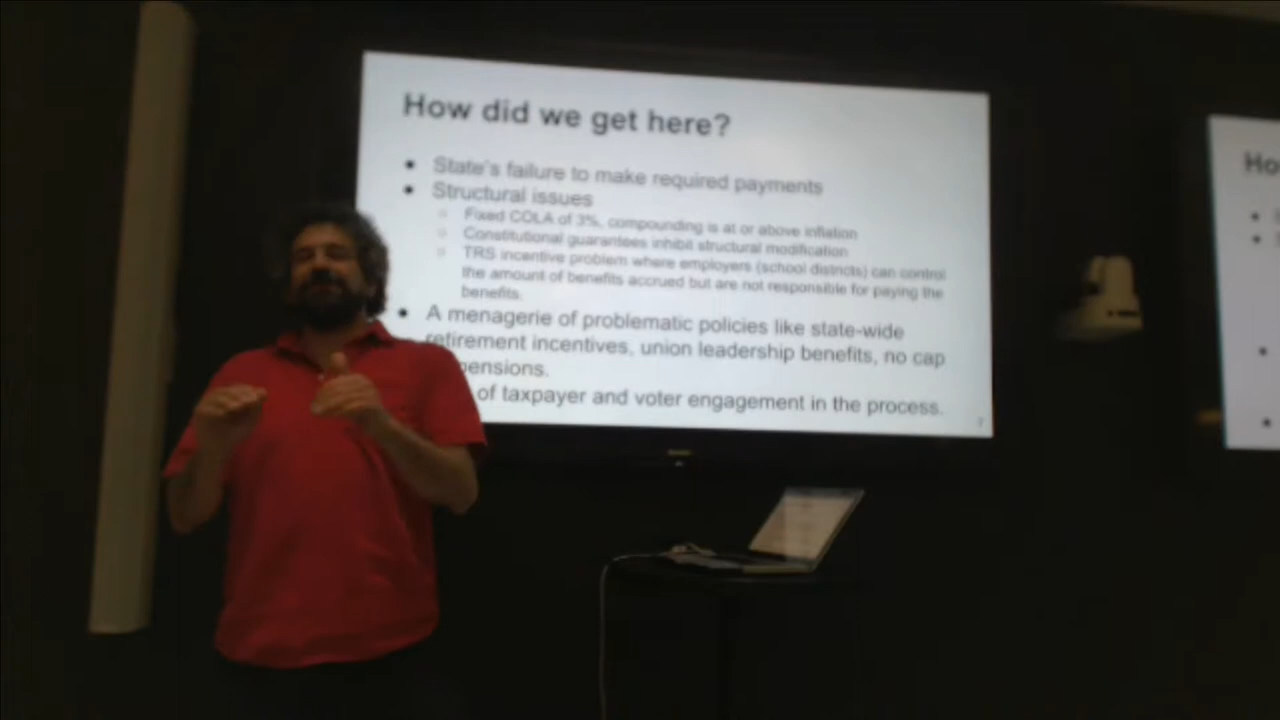 How did we get here?
● State's failure to make required payments
● Structural issues
○ Fixed COLA of 3%, compounding is at or above inflation
○ Constitutional guarantees inhibit structural modification
○ TRS incentive problem where employers (school districts) can control
the amount of benefits accrued but are not responsible for paying the
benefits.
● A menagerie of problematic policies like state-wide
retirement incentives, union leadership benefits, no cap
pensions.
of taxpayer and voter engagement in the process.
7
Ho